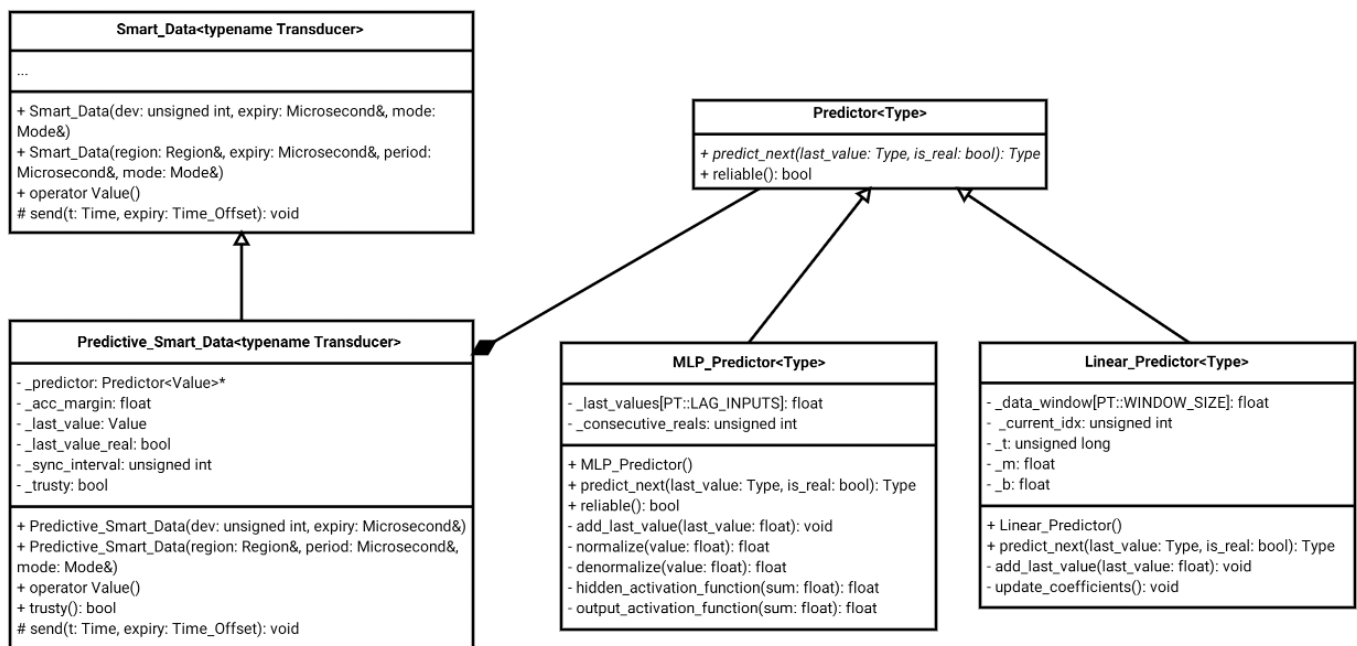 Smart_Data<typename Transducer>
...
+ Smart_Data(dev: unsigned int, expiry: Microsecond&, mode:
Mode&)
+ Smart_Data(region: Region&, expiry: Microsecond&, period:
Microsecond&, mode: Mode&)
+ operator Value()
# send(t: Time, expiry: Time_Offset): void
Predictor<Type>
+ predict_next(last_value: Type, is_real: bool): Type
+ reliable(): bool
Predictive_Smart_Data<typename Transducer>
- _predictor: Predictor<Value>*
- _acc_margin: float
- _last_value: Value
- _last_value_real: bool
- _sync_interval: unsigned int
- _trusty: bool
+ Predictive_Smart_Data(dev: unsigned int, expiry: Microsecond&)
+ Predictive_Smart_Data(region: Region&, period: Microsecond&,
mode: Mode&)
+ operator Value()
+ trusty(): bool
# send(t: Time, expiry: Time_Offset): void
MLP_Predictor<Type>
- _last_values[PT::LAG_INPUTS]: float
- _consecutive_reals: unsigned int
+ MLP_Predictor()
+ predict_next(last_value: Type, is_real: bool): Type
+ reliable(): bool
- add_last_value(last_value: float): void
- normalize(value: float): float
- denormalize(value: float): float
- hidden_activation_function(sum: float): float
- output_activation_function(sum: float): float
Linear_Predictor<Type>
- _data_window[PT::WINDOW_SIZE]: float
- _current_idx: unsigned int
- _t: unsigned long
- _m: float
- _b: float
+ Linear_Predictor()
+ predict_next(last_value: Type, is_real: bool): Type
- add_last_value(last_value: float): void
- update_coefficients(): void